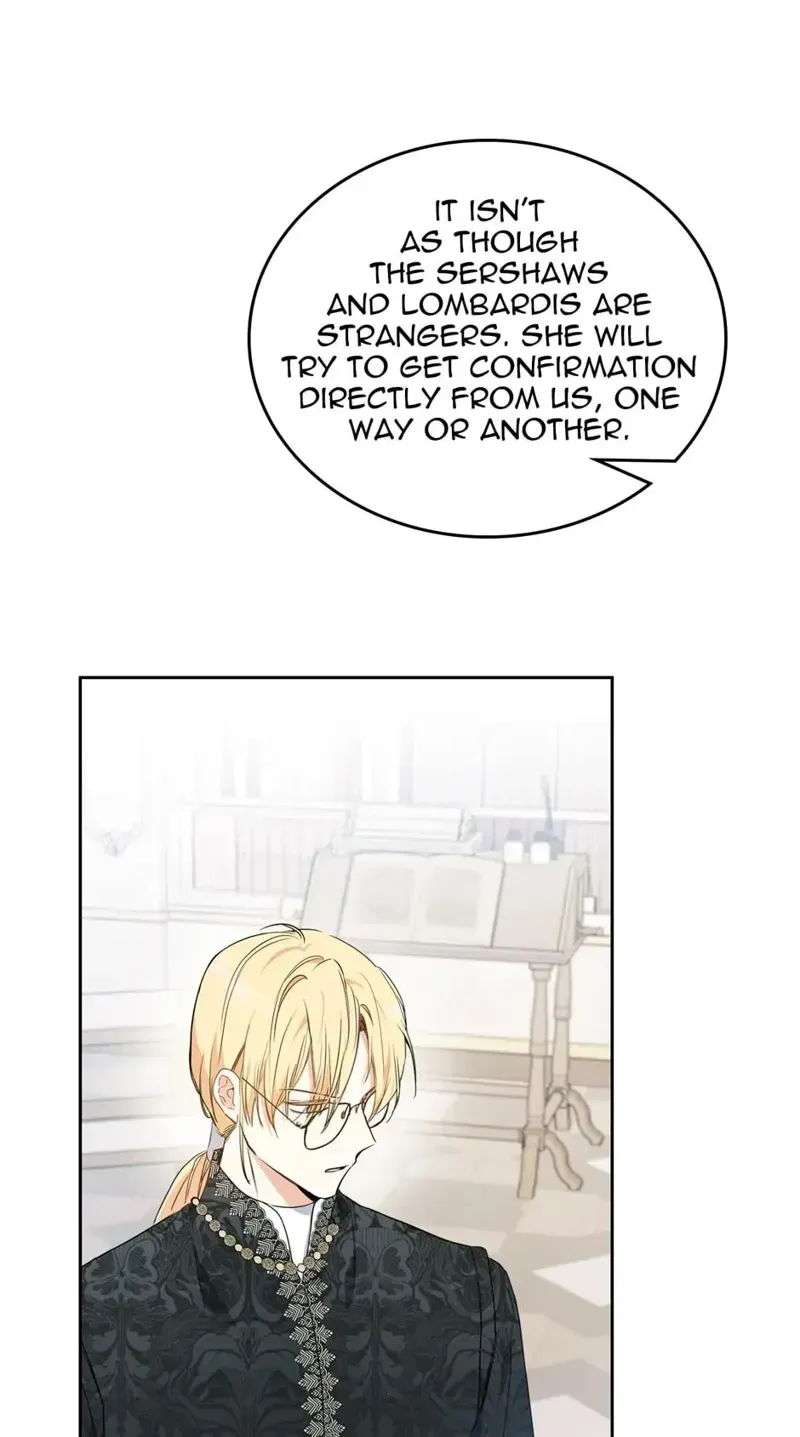 IT ISN'T
AS THOUGH
THE SERSHAWS
AND LOMBARDIS ARE
STRANGERS. SHE WILL
TRY TO GET CONFIRMATION
DIRECTLY FROM US, ONE
WAY OR ANOTHER.